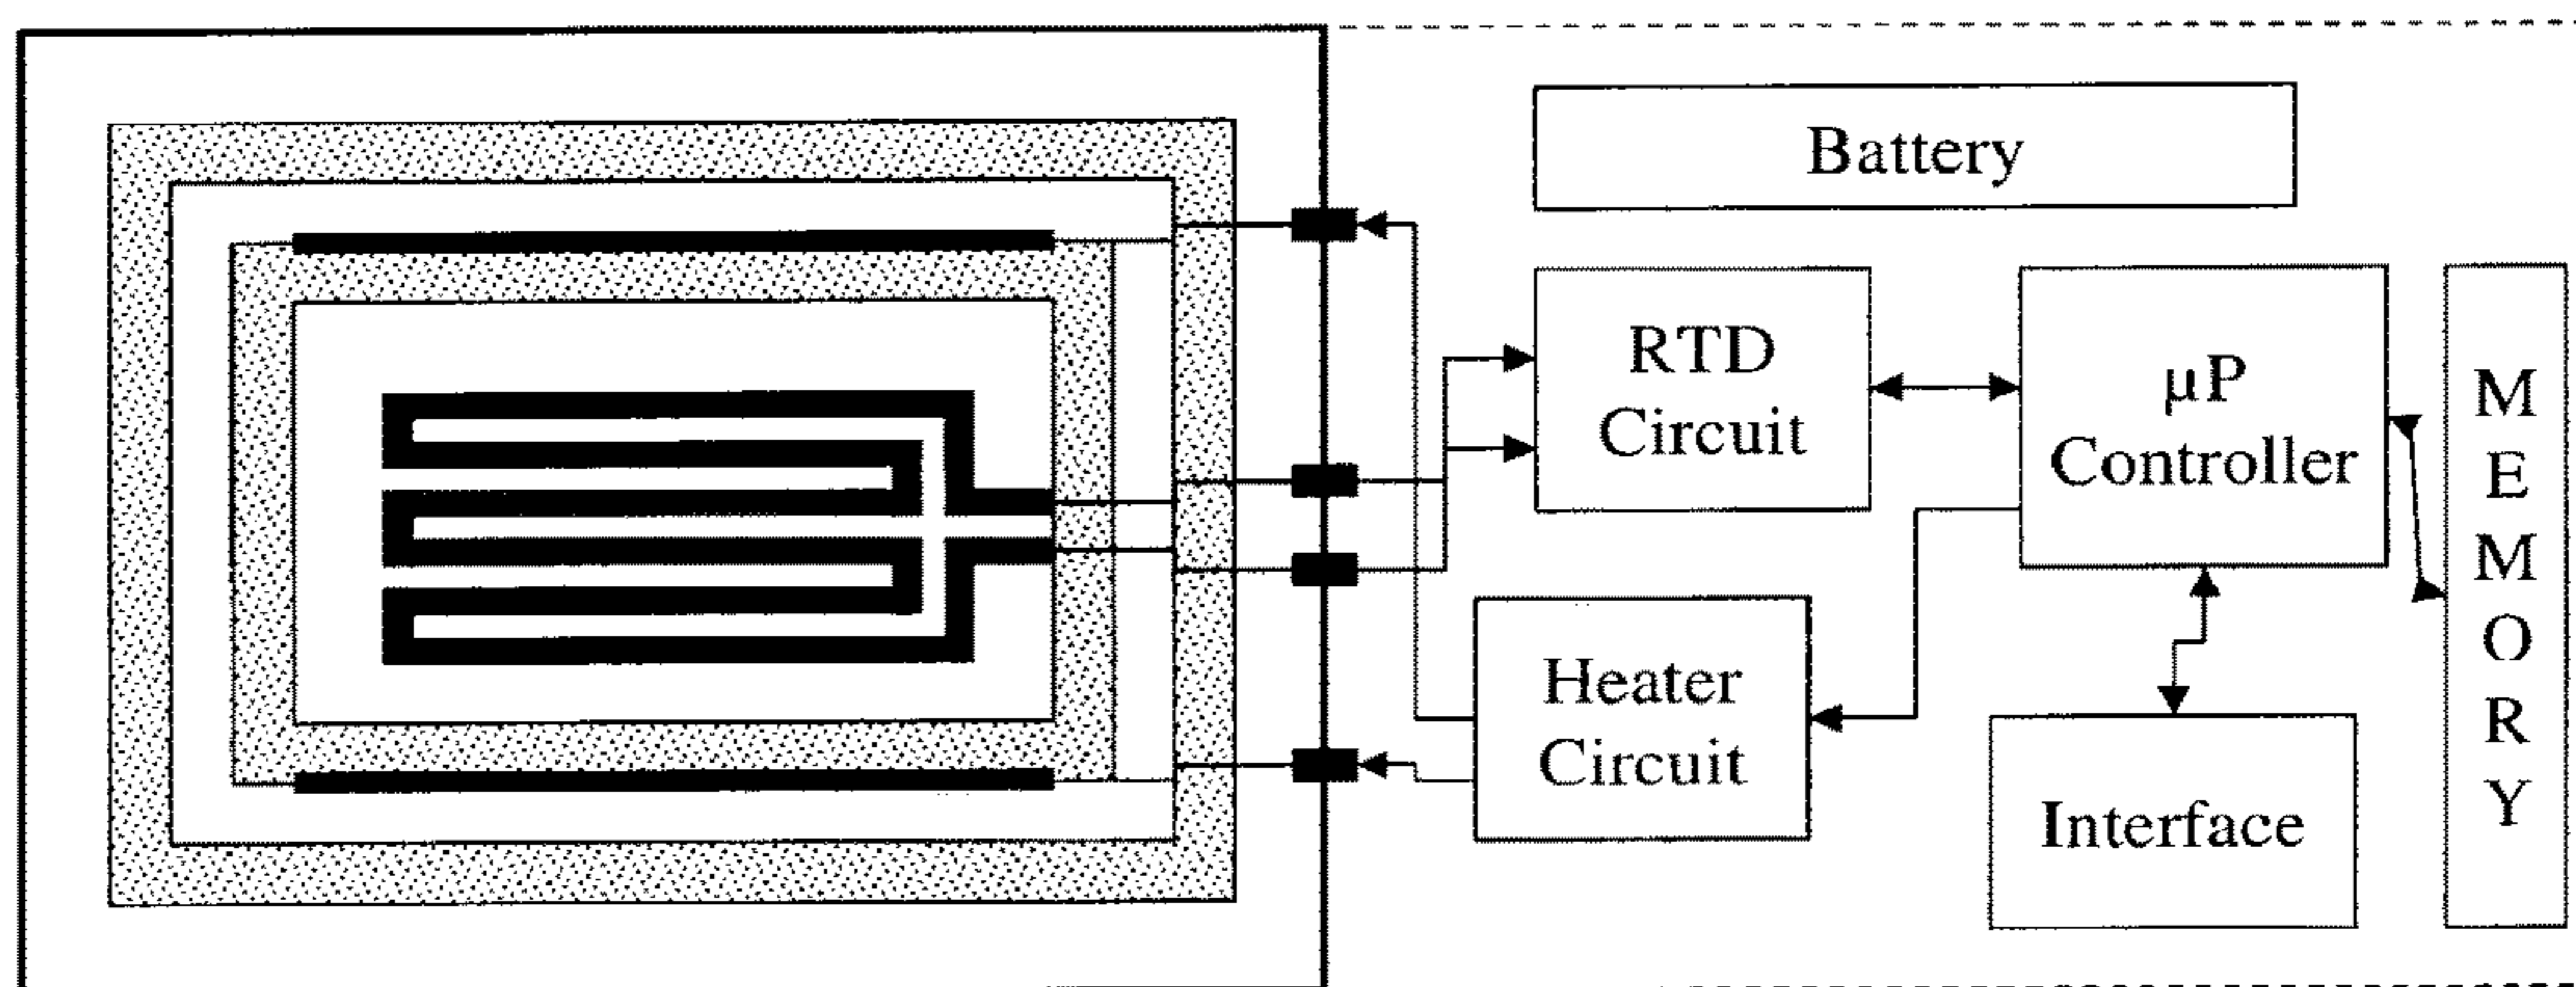 Battery
RTD
Circuit
µP
Controller
M
E
M
O
R
Y
Heater
Circuit
Interface